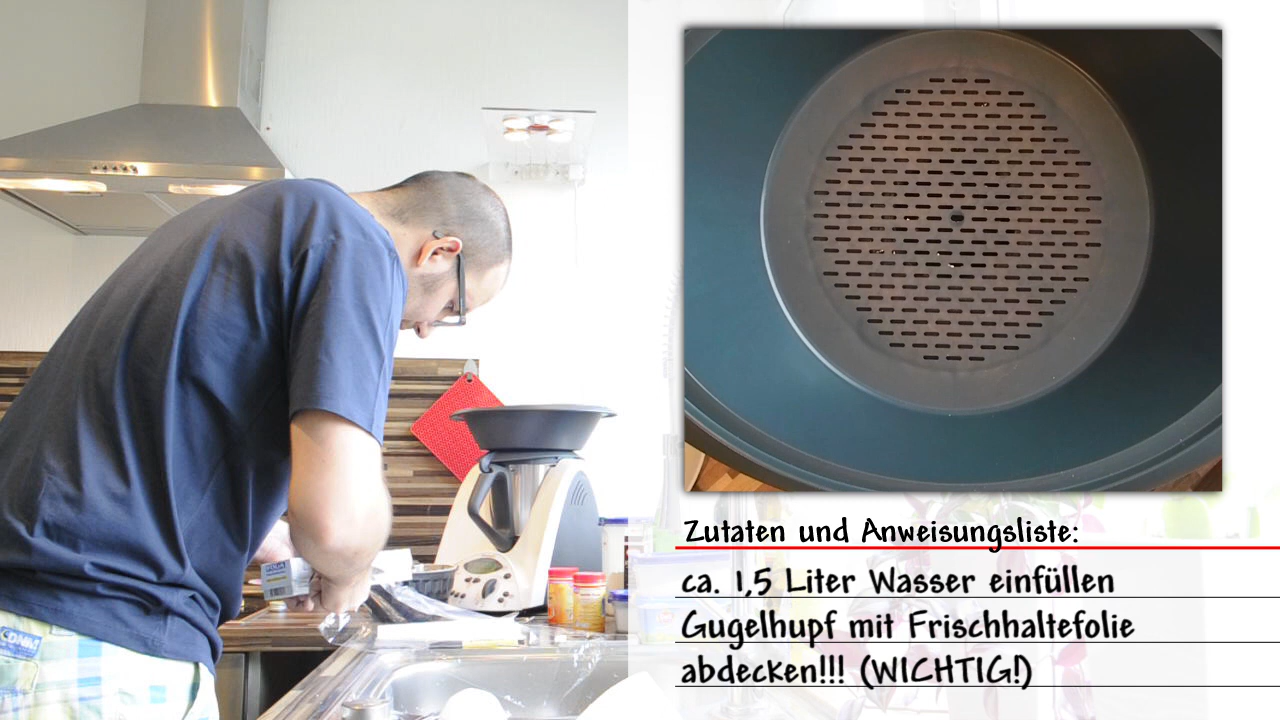 Zutaten und Anweisungsliste:
ca. 1,5 Liter Wasser einfüllen
Gugelhupf mit Frischhaltefolie
abdecken!!! (WICHTIG!)